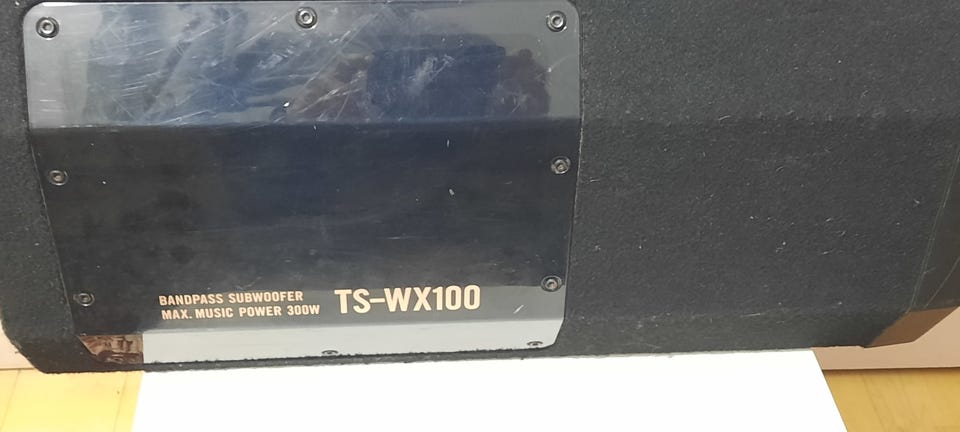 BANDPASS SUBWOOFER
MAX. MUSIC POWER 300W
TS-WX100